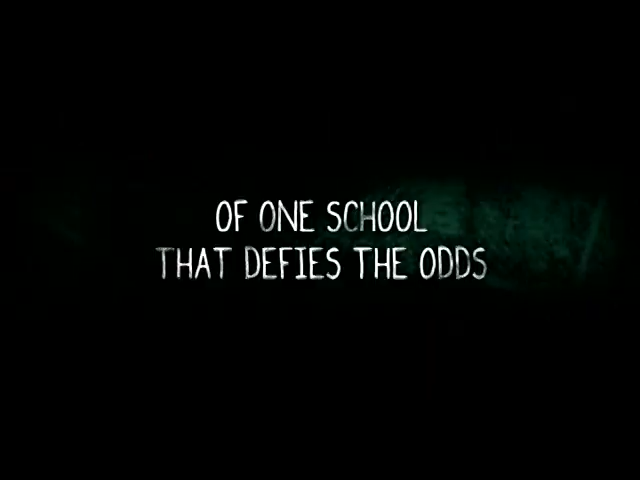 OF ONE SCHOOL
THAT DEFIES THE ODDS